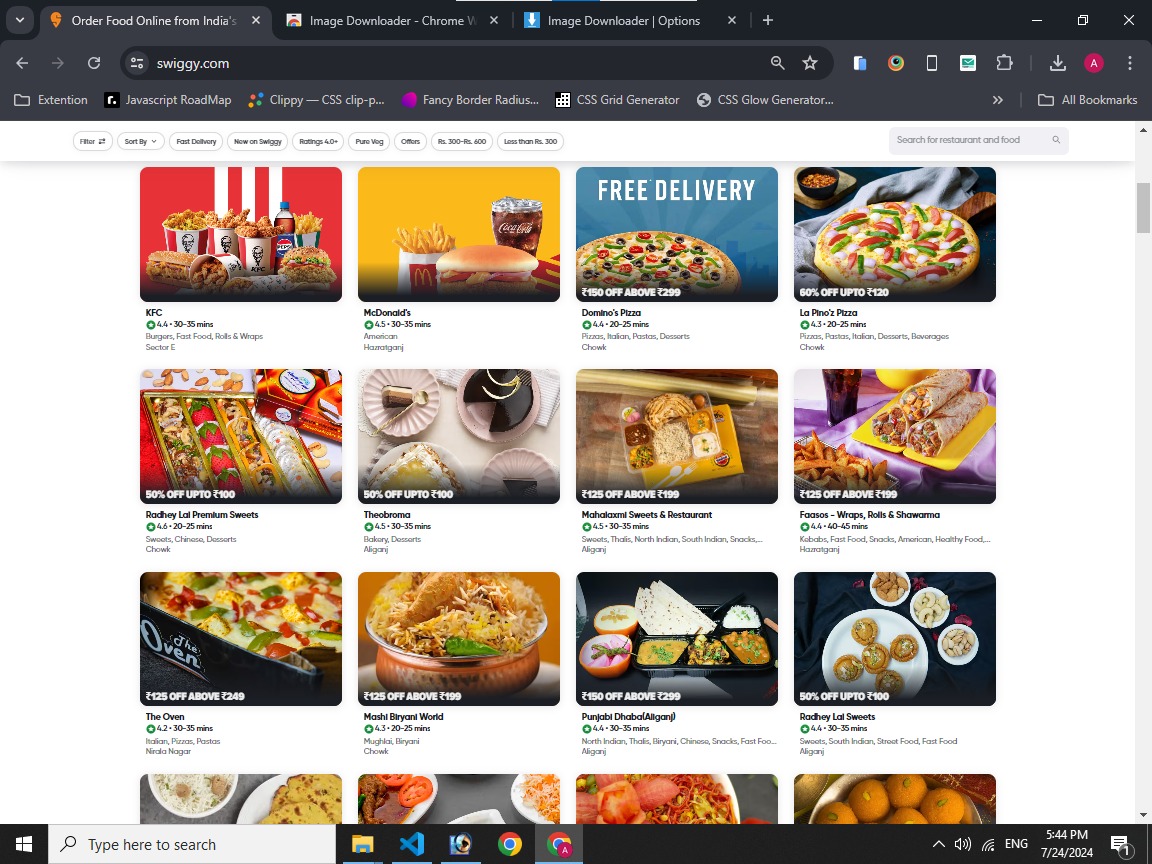 Order Food Online from India's
Image Downloader - Chrome W
Image Downloader | Options
swiggy.com
A
Extention
Javascript RoadMap
Clippy — CSS clip-p...
Fancy Border Radius...
CSS Grid Generator
CSS Glow Generator...
All Bookmarks
Filter
Sort By
Fast Delivery
New on Swiggy
Ratings 4.0+
Pure Veg
Offers
Rs. 300-Rs. 600
Less than Rs. 300
Search for restaurant and food
KFC
Coca-Cola
FREE DELIVERY
pepsi
KFC
₹150 OFF ABOVE ₹299
60% OFF UPTO ₹120
KFC
McDonald's
Domino's Pizza
La Pino'z Pizza
4.4 • 30-35 mins
4.5 • 30-35 mins
4.4 • 20-25 mins
4.3 • 20-25 mins
Burgers, Fast Food, Rolls & Wraps
American
Pizzas, Italian, Pastas, Desserts
Pizzas, Pastas, Italian, Desserts, Beverages
Sector E
Hazratganj
Chowk
Chowk
50% OFF UPTO ₹100
50% OFF UPTO ₹100
₹125 OFF ABOVE ₹199
₹125 OFF ABOVE ₹199
Radhey Lal Premium Sweets
Theobroma
Mahalaxmi Sweets & Restaurant
Faasos - Wraps, Rolls & Shawarma
4.6 • 20-25 mins
4.5 • 30-35 mins
4.5 • 30-35 mins
4.4 • 40-45 mins
Sweets, Chinese, Desserts
Bakery, Desserts
Sweets, Thalis, North Indian, South Indian, Snacks,...
Kebabs, Fast Food, Snacks, American, Healthy Food,...
Chowk
Aliganj
Aliganj
Hazratganj
The
Oven
₹125 OFF ABOVE ₹249
₹125 OFF ABOVE ₹199
₹150 OFF ABOVE ₹299
50% OFF UPTO ₹100
The Oven
Mashi Biryani World
Punjabi Dhaba(Aliganj)
Radhey Lal Sweets
4.2 • 30-35 mins
4.3 • 20-25 mins
4.4 • 30-35 mins
4.4 • 30-35 mins
Italian, Pizzas, Pastas
Mughlai, Biryani
North Indian, Thalis, Biryani, Chinese, Snacks, Fast Foo...
Sweets, South Indian, Street Food, Fast Food
Nirala Nagar
Chowk
Aliganj
Aliganj
Type here to search
A
ENG
5:44 PM
7/24/2024
1